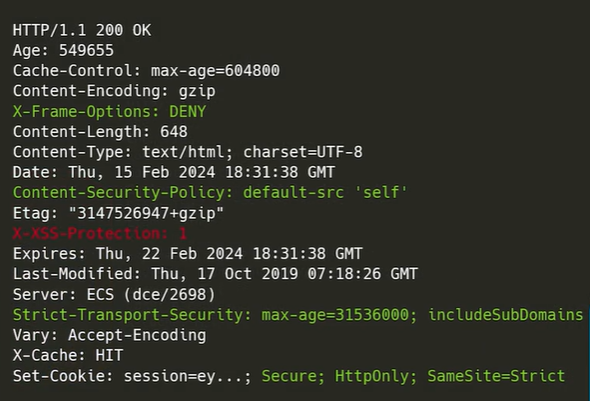 HTTP/1.1 200 OK
Age: 549655
Cache-Control: max-age=604800
Content-Encoding: gzip
X-Frame-Options: DENY
Content-Length: 648
Content-Type: text/html; charset=UTF-8
Date: Thu, 15 Feb 2024 18:31:38 GMT
Content-Security-Policy: default-src 'self'
Etag: "3147526947+gzip"
X-XSS-Protection: 1
Expires: Thu, 22 Feb 2024 18:31:38 GMT
Last-Modified: Thu, 17 Oct 2019 07:18:26 GMT
Server: ECS (dce/2698)
Strict-Transport-Security: max-age=31536000; includeSubDomains
Vary: Accept-Encoding
X-Cache: HIT
Set-Cookie: session=ey...; Secure; HttpOnly; SameSite=Strict